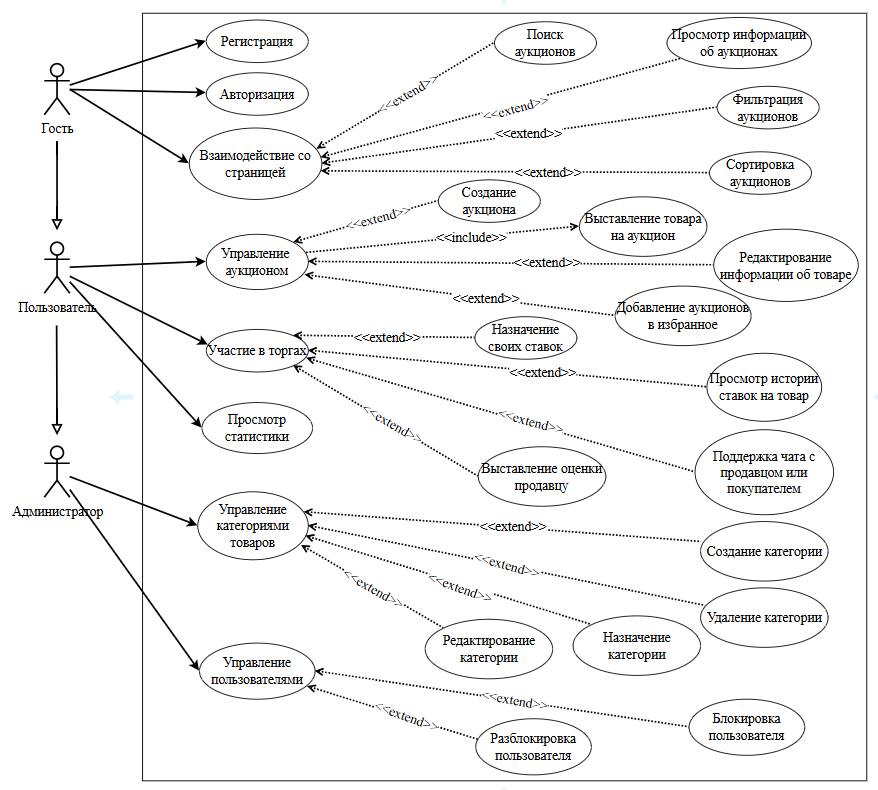 Поиск
аукционов
Просмотр информации
об аукционах
Регистрация
<<extend>>
<<extend>>
Авторизация
Фильтрация
аукционов
<<extend>>
Гость
Взаимодействие со
страницей
<<extend>>
Сортировка
аукционов
Создание
аукциона
<<extend>>
Выставление товара
на аукцион
<<include>>
Управление
аукционом
<<extend>>
Редактирование
информации об товаре
<<extend>>
Пользователь
Добавление аукционов
в избранное
Назначение
своих ставок
<<extend>>
Участие в торгах
<<extend>>
Просмотр истории
ставок на товар
Просмотр
статистики
<<extend>>
<<extend>>
Выставление оценки
продавцу
Поддержка чата с
продавцом или
покупателем
Администратор
Управление
категориями
товаров
<<extend>>
Создание категории
<<extend>>
<<extend>>
<<extend>>
Удаление категории
Редактирование
категории
Назначение
категории
Управление
пользователями
<<extend>>
<<extend>>
Блокировка
пользователя
Разблокировка
пользователя